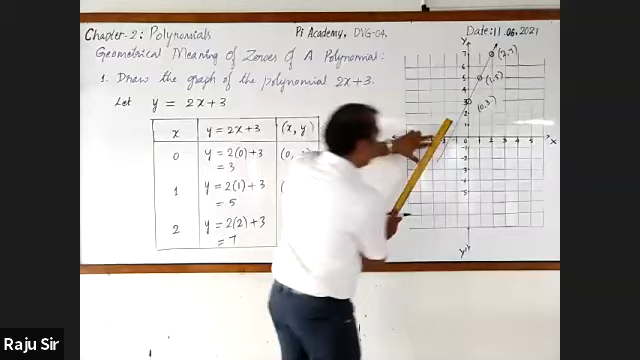 Chapter-2: Polynomials Pi Academy, DVG-04. Date: 11.06.2021
Geometrical Meaning of Zeroes of A Polynomial:
1. Draw the graph of the polynomial 2x+3.
Let y = 2x+3
x y = 2x+3 (x, y)
0 y = 2(0)+3
= 3
1 y = 2(1)+3
= 5
2 y = 2(2)+3
= 7
(2,7)
(1,5)
(0,3)
X
Y
Raju Sir